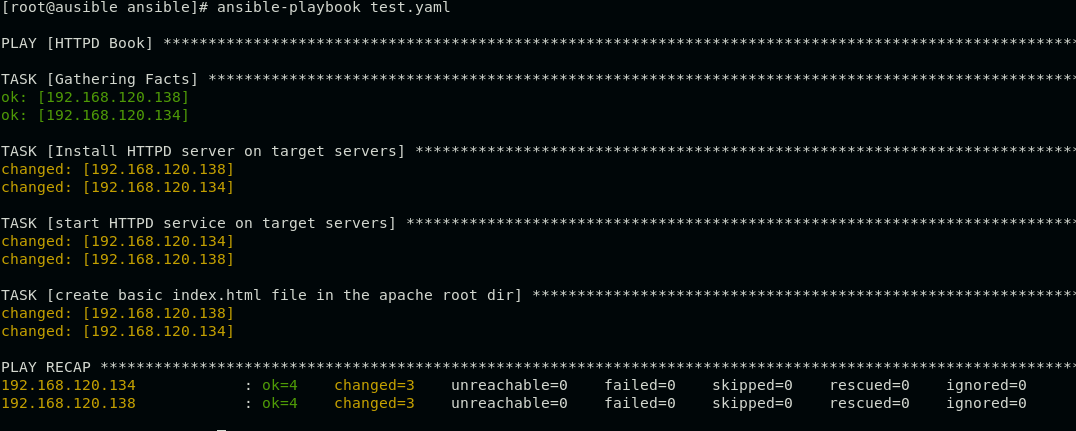 [root@ausible ansible]# ansible-playbook test.yaml
PLAY [HTTPD Book] *****************************************************************************************************
TASK [Gathering Facts] ************************************************************************************************
ok: [192.168.120.138]
ok: [192.168.120.134]
TASK [Install HTTPD server on target servers] *************************************************************************
changed: [192.168.120.138]
changed: [192.168.120.134]
TASK [start HTTPD service on target servers] **************************************************************************
changed: [192.168.120.134]
changed: [192.168.120.138]
TASK [create basic index.html file in the apache root dir] ************************************************************
changed: [192.168.120.138]
changed: [192.168.120.134]
PLAY RECAP ************************************************************************************************************
192.168.120.134            : ok=4    changed=3    unreachable=0    failed=0    skipped=0    rescued=0    ignored=0
192.168.120.138            : ok=4    changed=3    unreachable=0    failed=0    skipped=0    rescued=0    ignored=0